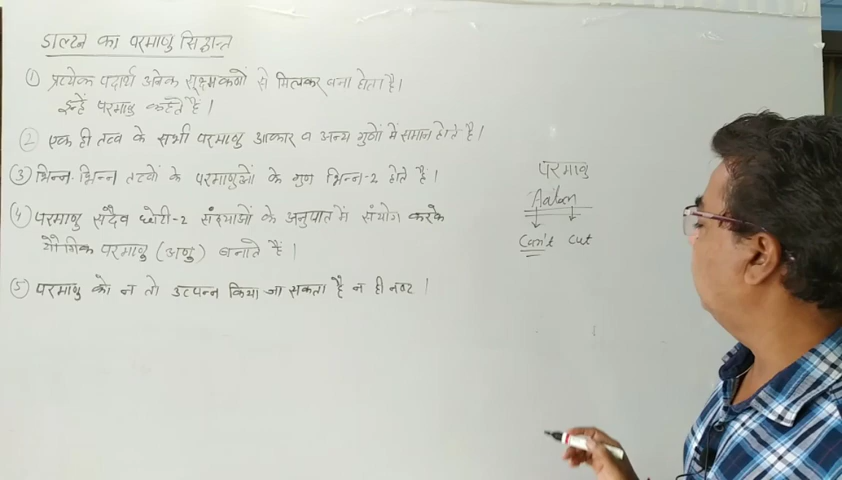 डाल्टन का परमाणु सिद्धान्त
① प्रत्येक पदार्थ अनेक सूक्ष्मकणों से मिलकर बना होता है।
इन्हें परमाणु कहते हैं।
② एक ही तत्व के सभी परमाणु आकार व अन्य गुणों में समान होते है।
③ भिन्न-भिन्न तत्वों के परमाणुओं के गुण भिन्न-2 होते है।
④ परमाणु सदैव छोटी-2 संख्याओं के अनुपात में संयोग करके
यौगिक परमाणु (अणु) बनाते हैं।
⑤ परमाणु को न तो उत्पन्न किया जा सकता है न ही नष्ट।
परमाणु
Can't cut